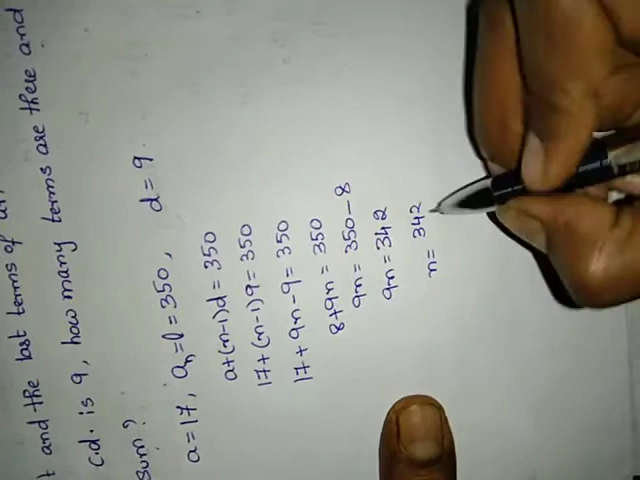 and the last terms of
c.d. is 9, how many terms are there and
sum?
a=17, aₙ=l=350, d=9.
a+(n-1)d=350
17+(n-1)9=350
17+9n-9=350
8+9n=350
9n=350-8
9n=342
n=342